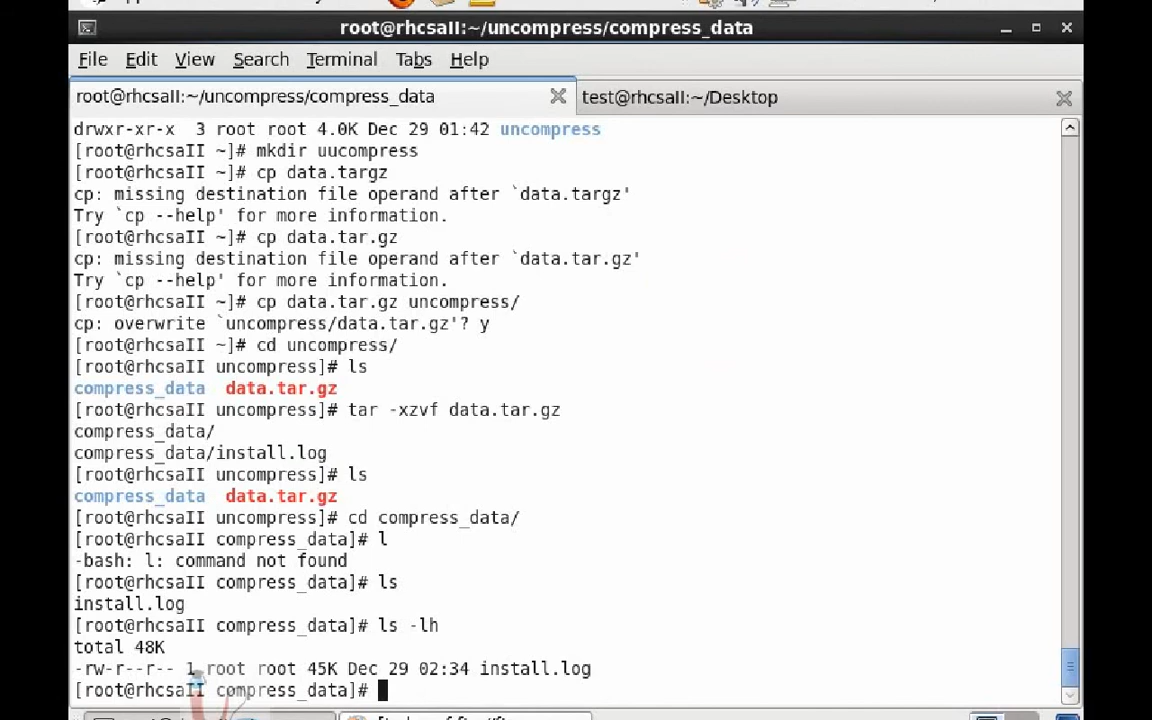 root@rhcsaII:~/uncompress/compress_data
File Edit View Search Terminal Tabs Help
root@rhcsaII:~/uncompress/compress_data test@rhcsaII:~/Desktop
drwxr-xr-x  3 root root 4.0K Dec 29 01:42 uncompress
[root@rhcsaII ~]# mkdir uucompress
[root@rhcsaII ~]# cp data.targz
cp: missing destination file operand after `data.targz'
Try `cp --help' for more information.
[root@rhcsaII ~]# cp data.tar.gz
cp: missing destination file operand after `data.tar.gz'
Try `cp --help' for more information.
[root@rhcsaII ~]# cp data.tar.gz uncompress/
cp: overwrite `uncompress/data.tar.gz'? y
[root@rhcsaII ~]# cd uncompress/
[root@rhcsaII uncompress]# ls
compress_data  data.tar.gz
[root@rhcsaII uncompress]# tar -xzvf data.tar.gz
compress_data/
compress_data/install.log
[root@rhcsaII uncompress]# ls
compress_data  data.tar.gz
[root@rhcsaII uncompress]# cd compress_data/
[root@rhcsaII compress_data]# l
-bash: l: command not found
[root@rhcsaII compress_data]# ls
install.log
[root@rhcsaII compress_data]# ls -lh
total 48K
-rw-r--r-- 1 root root 45K Dec 29 02:34 install.log
[root@rhcsaII compress_data]#